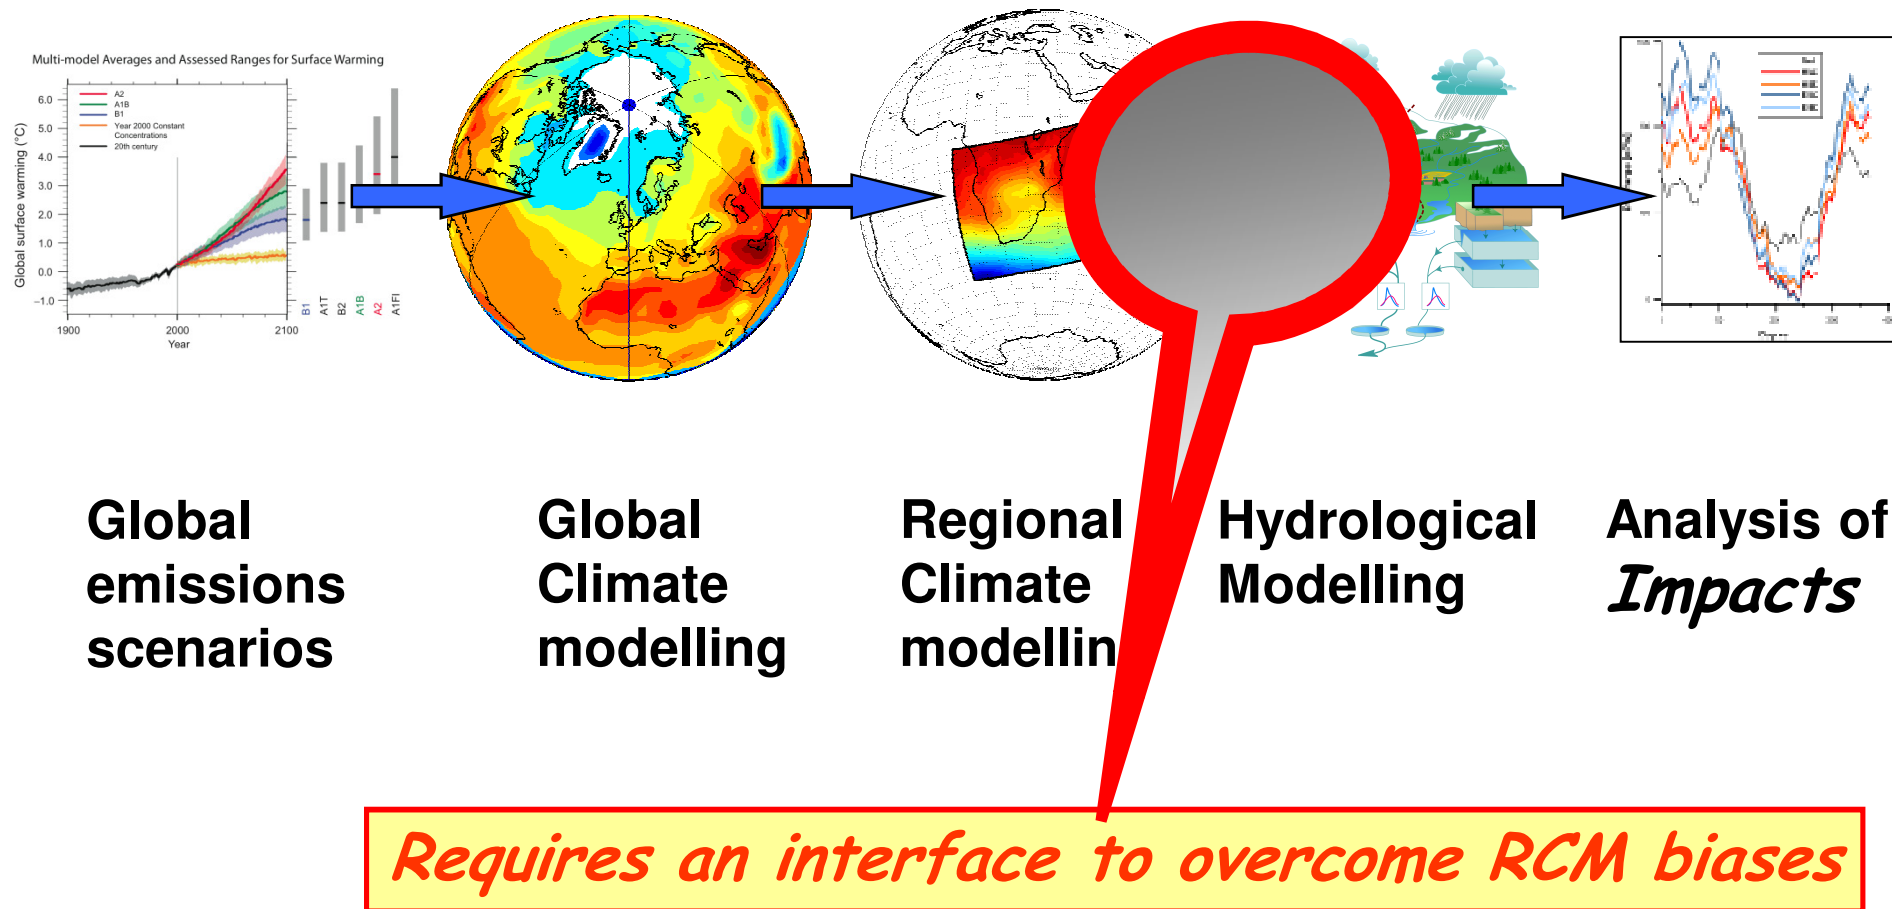 Multi-model Averages and Assessed Ranges for Surface Warming
A2
A1B
B1
Year 2000 Constant
Concentrations
20th century
Global surface warming (°C)
6.0
5.0
4.0
3.0
2.0
1.0
0.0
−1.0
1900
2000
2100
Year
B1
A1T
B2
A1B
A2
A1FI
Global
emissions
scenarios
Global
Climate
modelling
Regional
Climate
modellin
Hydrological
Modelling
Analysis of
Impacts
Requires an interface to overcome RCM biases